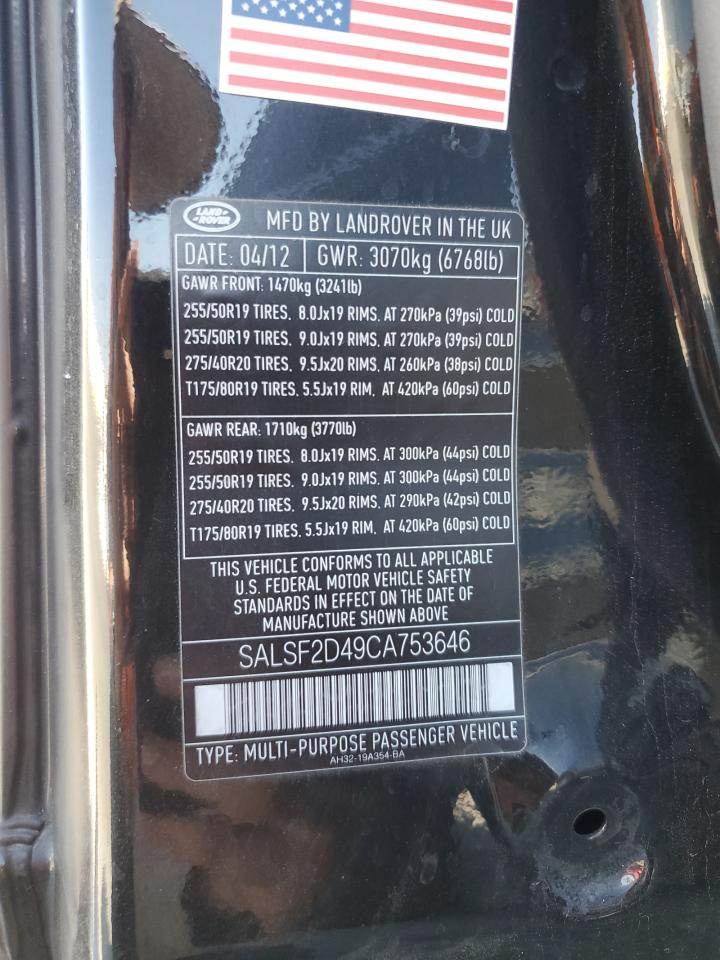 LAND-
ROVER
MFD BY LANDROVER IN THE UK
DATE: 04/12 GWR: 3070kg (6768lb)
GAWR FRONT: 1470kg (3241lb)
255/50R19 TIRES. 8.0Jx19 RIMS. AT 270kPa (39psi) COLD
255/50R19 TIRES. 9.0Jx19 RIMS. AT 270kPa (39psi) COLD
275/40R20 TIRES. 9.5Jx20 RIMS. AT 260kPa (38psi) COLD
T175/80R19 TIRES. 5.5Jx19 RIM. AT 420kPa (60psi) COLD
GAWR REAR: 1710kg (3770lb)
255/50R19 TIRES. 8.0Jx19 RIMS. AT 300kPa (44psi) COLD
255/50R19 TIRES. 9.0Jx19 RIMS. AT 300kPa (44psi) COLD
275/40R20 TIRES. 9.5Jx20 RIMS. AT 290kPa (42psi) COLD
T175/80R19 TIRES. 5.5Jx19 RIM. AT 420kPa (60psi) COLD
THIS VEHICLE CONFORMS TO ALL APPLICABLE
U.S. FEDERAL MOTOR VEHICLE SAFETY
STANDARDS IN EFFECT ON THE DATE OF
MANUFACTURE SHOWN ABOVE
SALSF2D49CA753646
TYPE: MULTI-PURPOSE PASSENGER VEHICLE
AH32-19A354-BA